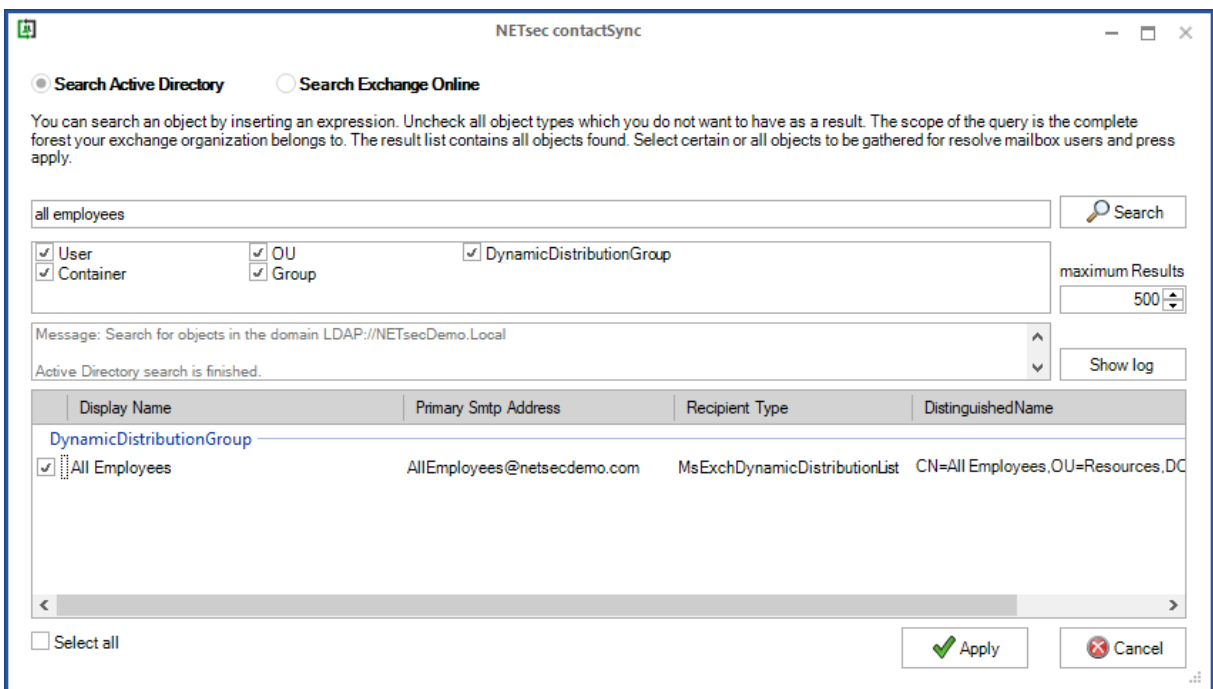 NETsec contactSync
Search Active Directory Search Exchange Online
You can search an object by inserting an expression. Uncheck all object types which you do not want to have as a result. The scope of the query is the complete
forest your exchange organization belongs to. The result list contains all objects found. Select certain or all objects to be gathered for resolve mailbox users and press
apply.
all employees Search
User OU DynamicDistributionGroup
Container Group
maximum Results
500
Message: Search for objects in the domain LDAP://NETsecDemo.Local
Active Directory search is finished.
Show log
Display Name Primary Smtp Address Recipient Type DistinguishedName
DynamicDistributionGroup
All Employees AllEmployees@netsecdemo.com MsExchDynamicDistributionList CN=All Employees,OU=Resources,DC
Select all Apply Cancel